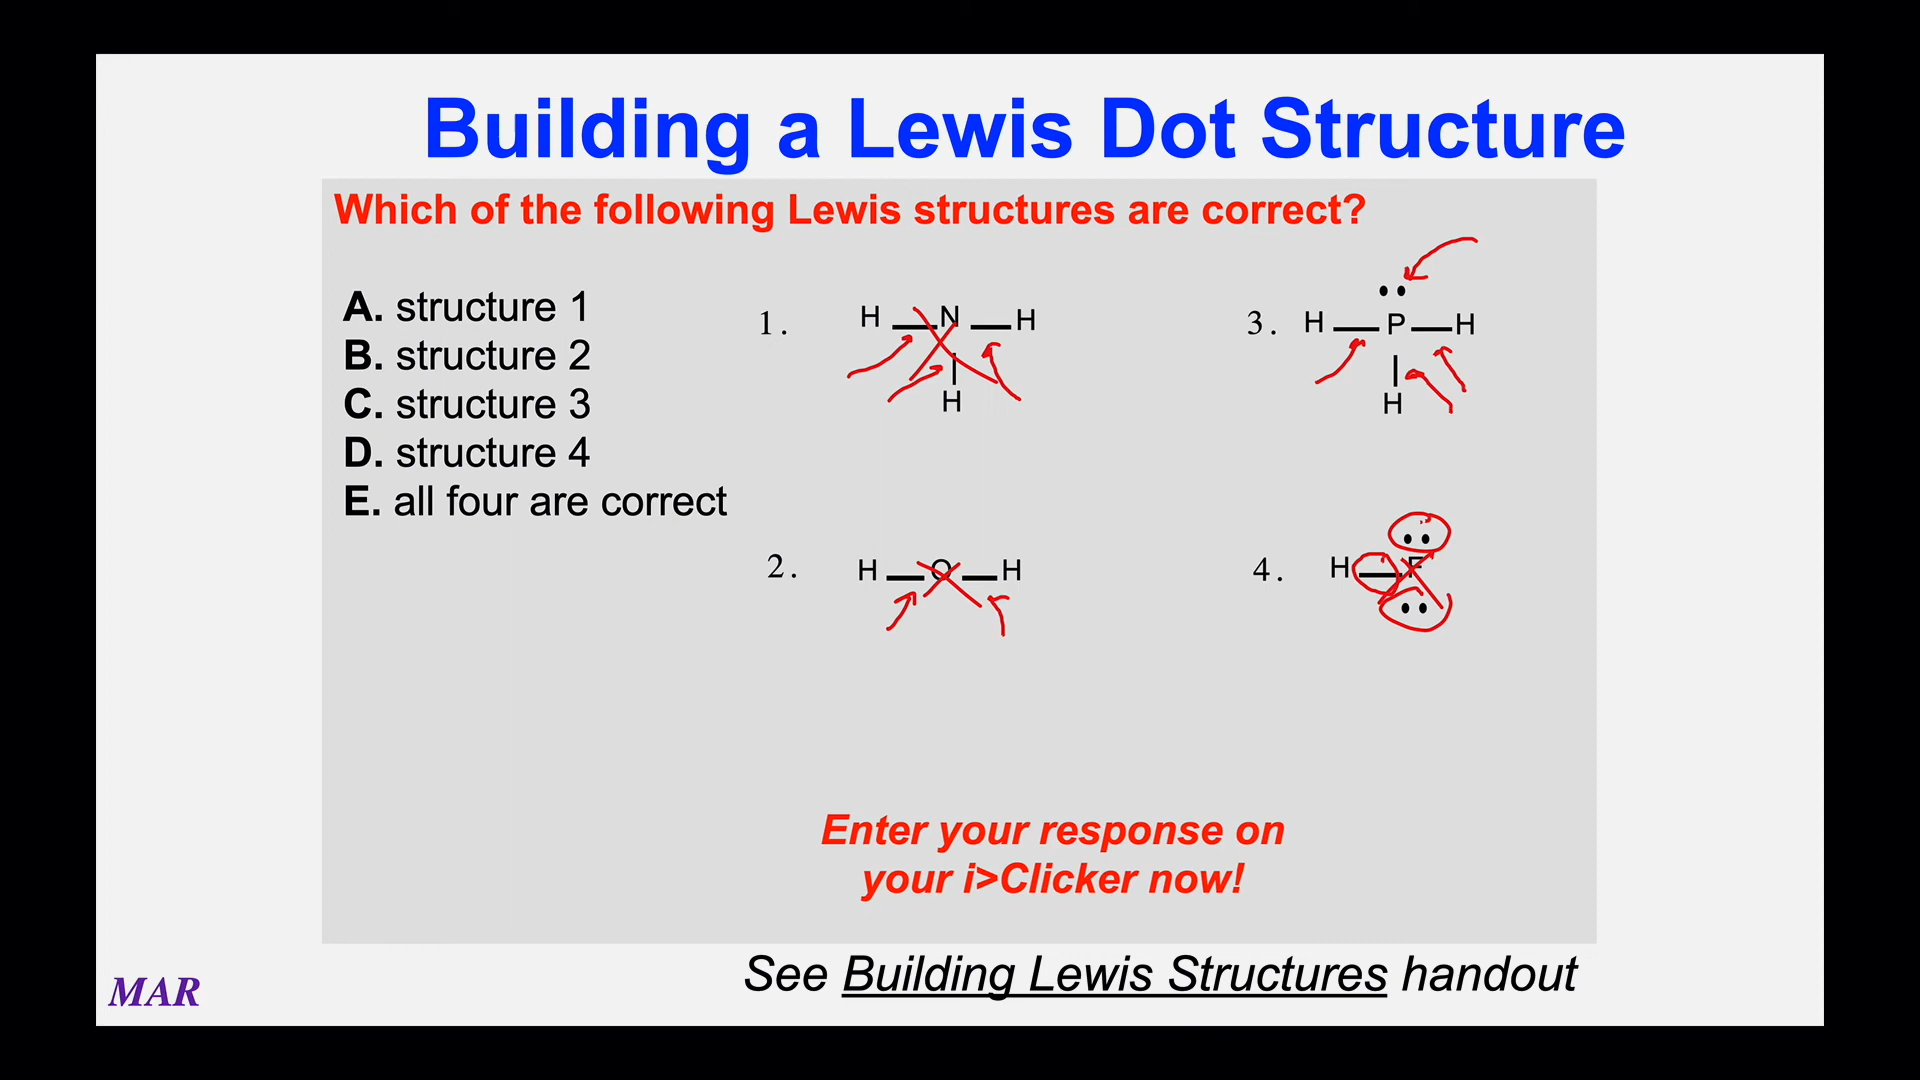 Building a Lewis Dot Structure
Which of the following Lewis structures are correct?
A. structure 1
B. structure 2
C. structure 3
D. structure 4
E. all four are correct
1.
H N H
H
3.
H P H
H
2.
H O H
4.
H F
Enter your response on
your i>Clicker now!
See Building Lewis Structures handout
MAR